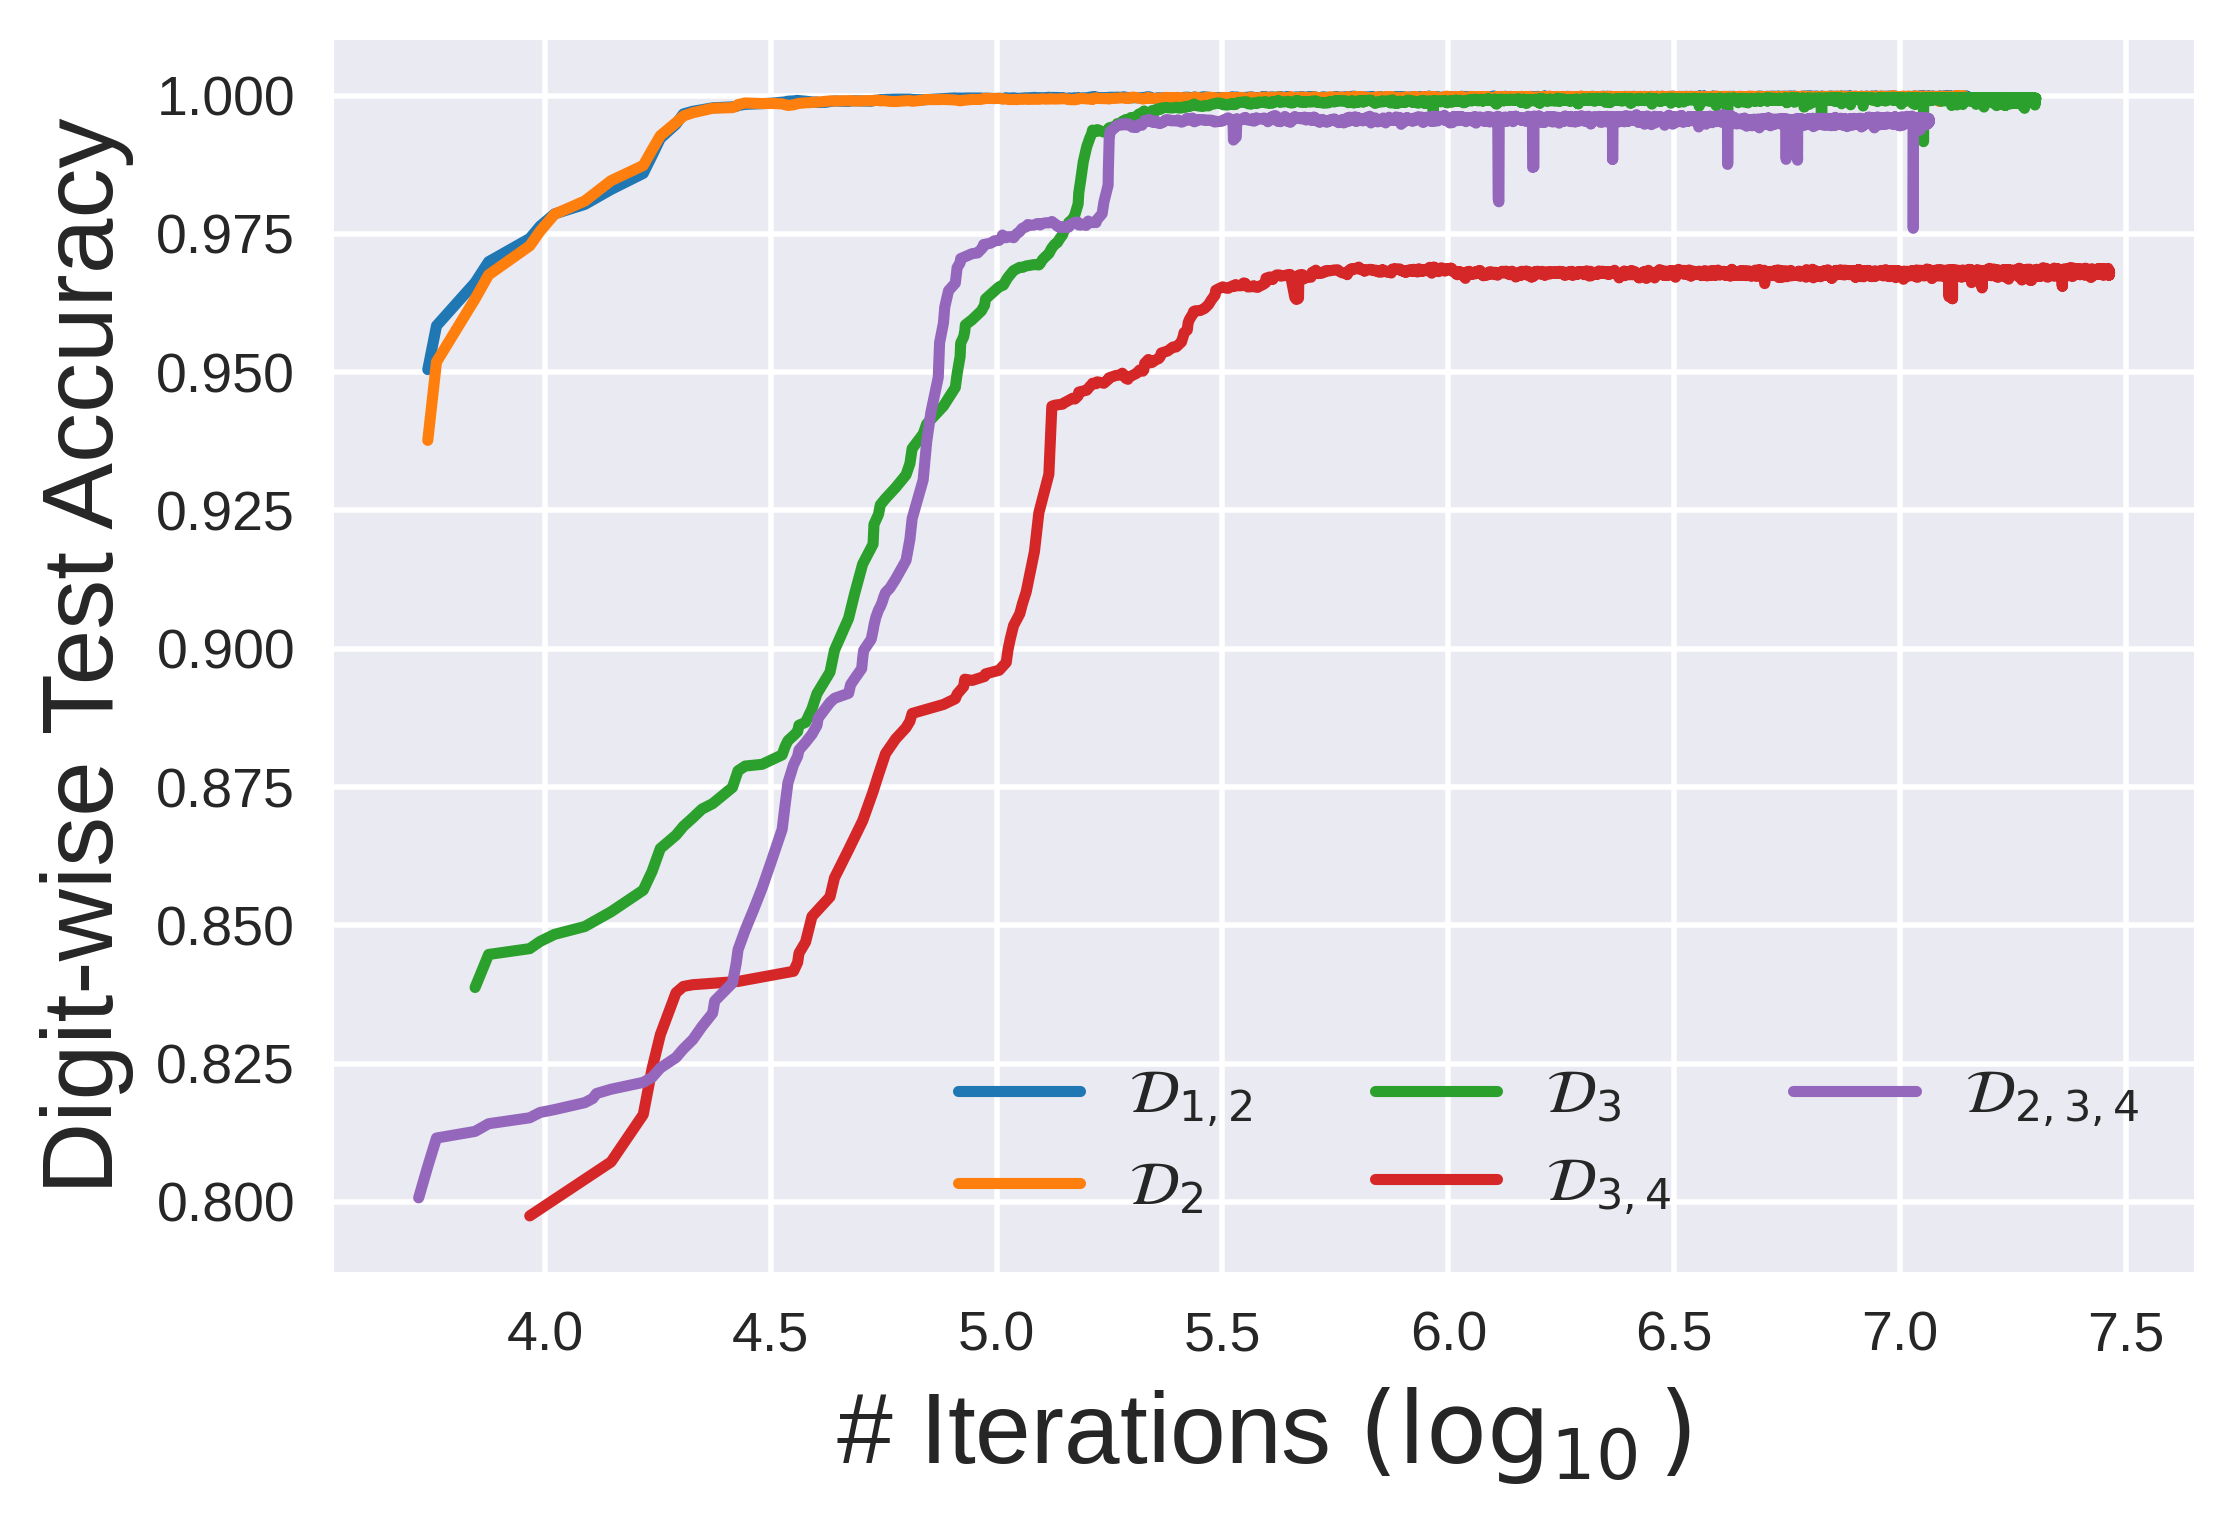 Digit-wise Test Accuracy
1.000
0.975
0.950
0.925
0.900
0.875
0.850
0.825
0.800
𝒟₁,₂ 𝒟₃ 𝒟₂,₃,₄
𝒟₂ 𝒟₃,₄
4.0 4.5 5.0 5.5 6.0 6.5 7.0 7.5
# Iterations (log₁₀ )